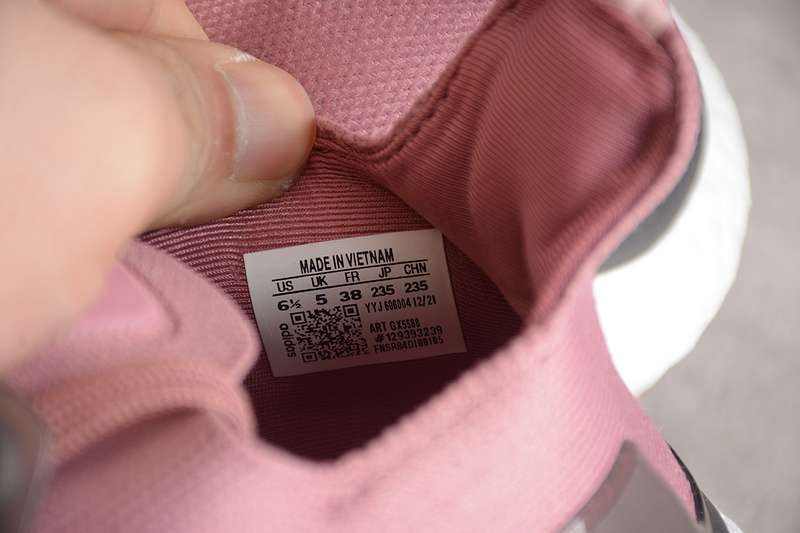 MADE IN VIETNAM
US UK FR JP CHN
6½ 5 38 235 235
YYJ 606004 12/21
ART GX5588
#129393239
FNSR84DI88185
adidas